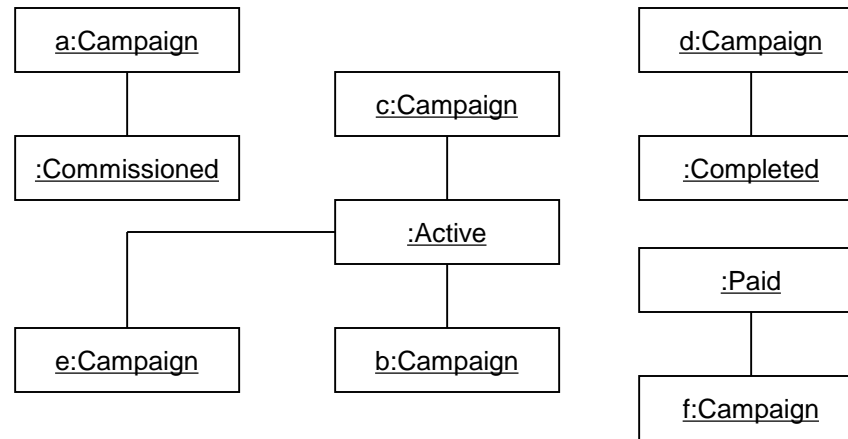 a:Campaign
d:Campaign
c:Campaign
:Commissioned
:Completed
:Active
:Paid
e:Campaign
b:Campaign
f:Campaign